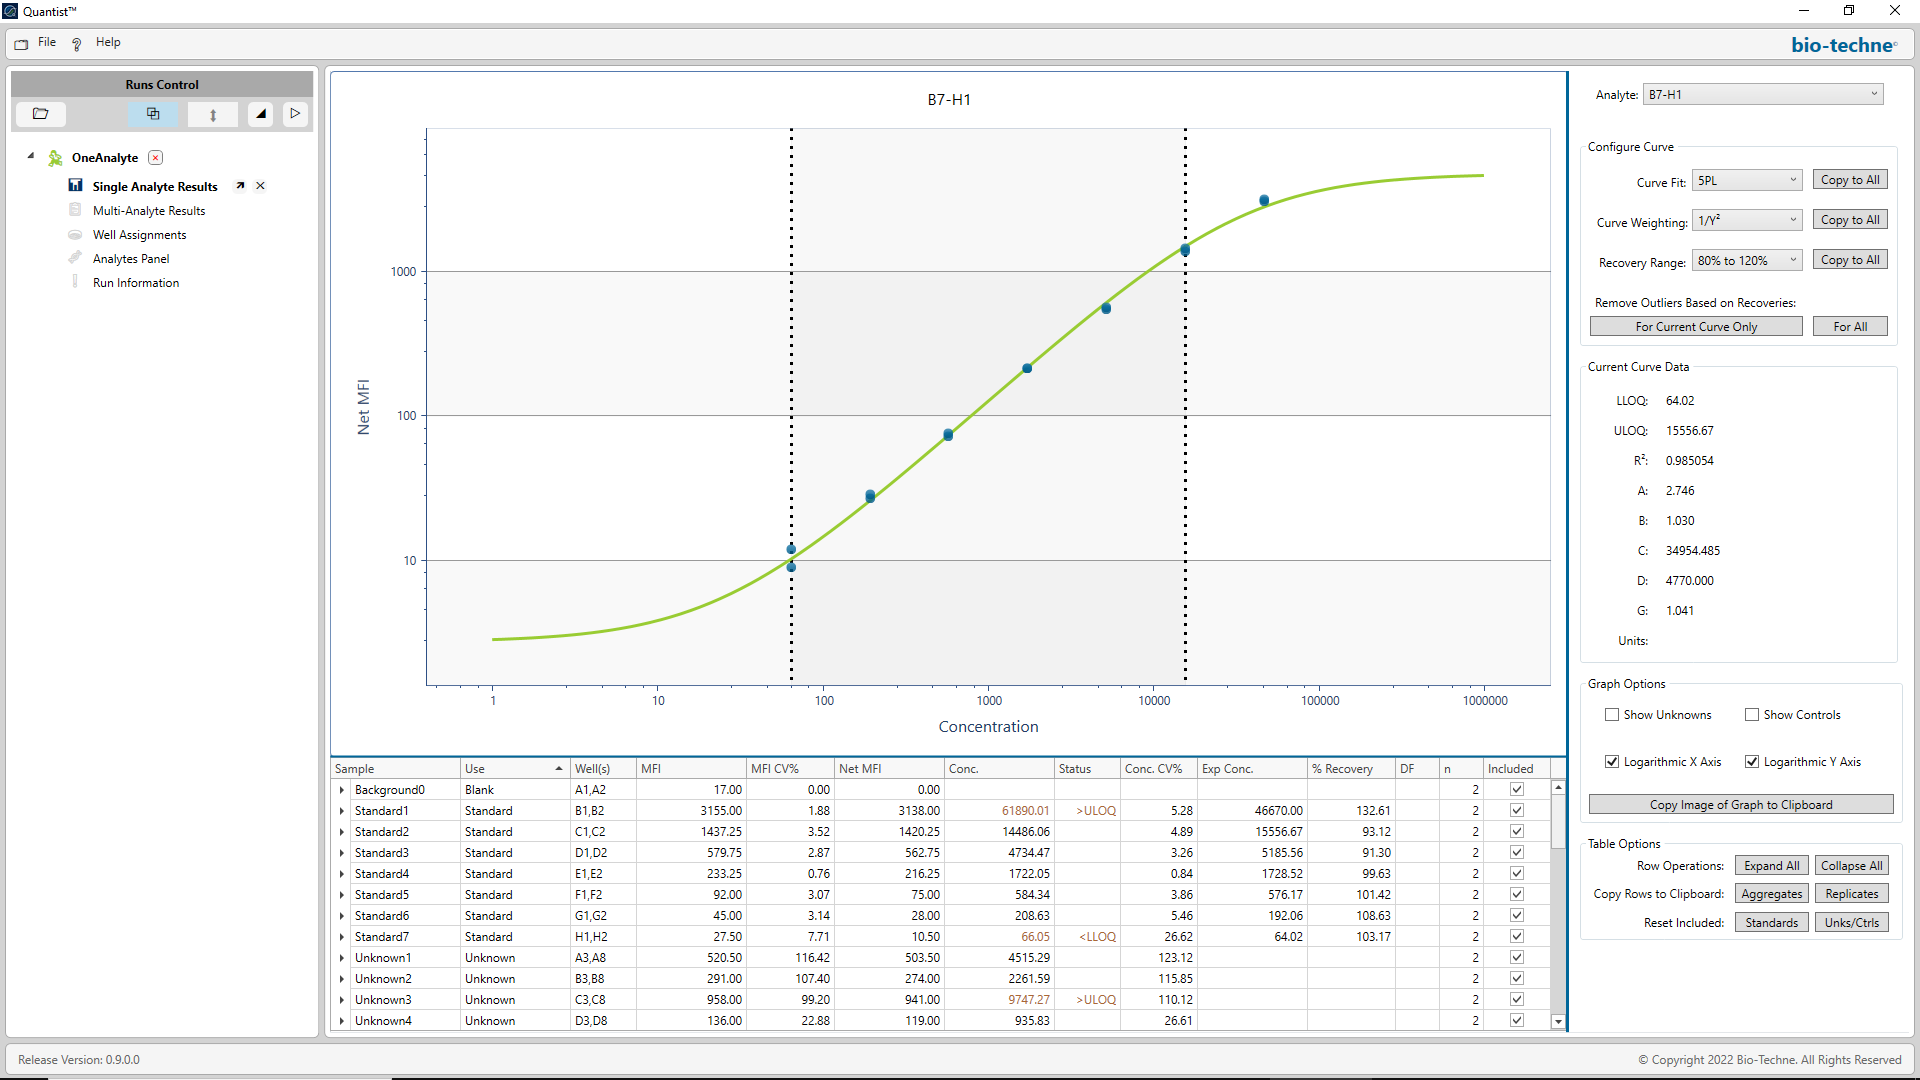 Quantist™
File ? Help
bio-techne
Runs Control
OneAnalyte
Single Analyte Results
Multi-Analyte Results
Well Assignments
Analytes Panel
Run Information
B7-H1
Net MFI
1000
100
10
1 10 100 1000 10000 100000 1000000
Concentration
Sample Use Well(s) MFI MFI CV% Net MFI Conc. Status Conc. CV% Exp Conc. % Recovery DF n Included
Background0 Blank A1,A2 17.00 0.00 0.00 2
Standard1 Standard B1,B2 3155.00 1.88 3138.00 61890.01 >ULOQ 5.28 46670.00 132.61 2
Standard2 Standard C1,C2 1437.25 3.52 1420.25 14486.06 4.89 15556.67 93.12 2
Standard3 Standard D1,D2 579.75 2.87 562.75 4734.47 3.26 5185.56 91.30 2
Standard4 Standard E1,E2 233.25 0.76 216.25 1722.05 0.84 1728.52 99.63 2
Standard5 Standard F1,F2 92.00 3.07 75.00 584.34 3.86 576.17 101.42 2
Standard6 Standard G1,G2 45.00 3.14 28.00 208.63 5.46 192.06 108.63 2
Standard7 Standard H1,H2 27.50 7.71 10.50 66.05 <LLOQ 26.62 64.02 103.17 2
Unknown1 Unknown A3,A8 520.50 116.42 503.50 4515.29 123.12 2
Unknown2 Unknown B3,B8 291.00 107.40 274.00 2261.59 115.85 2
Unknown3 Unknown C3,C8 958.00 99.20 941.00 9747.27 >ULOQ 110.12 2
Unknown4 Unknown D3,D8 136.00 22.88 119.00 935.83 26.61 2
Analyte: B7-H1
Configure Curve
Curve Fit: 5PL Copy to All
Curve Weighting: 1/Y² Copy to All
Recovery Range: 80% to 120% Copy to All
Remove Outliers Based on Recoveries:
For Current Curve Only For All
Current Curve Data
LLOQ: 64.02
ULOQ: 15556.67
R²: 0.985054
A: 2.746
B: 1.030
C: 34954.485
D: 4770.000
G: 1.041
Units:
Graph Options
Show Unknowns Show Controls
Logarithmic X Axis Logarithmic Y Axis
Copy Image of Graph to Clipboard
Table Options
Row Operations: Expand All Collapse All
Copy Rows to Clipboard: Aggregates Replicates
Reset Included: Standards Unks/Ctrls
Release Version: 0.9.0.0
© Copyright 2022 Bio-Techne. All Rights Reserved